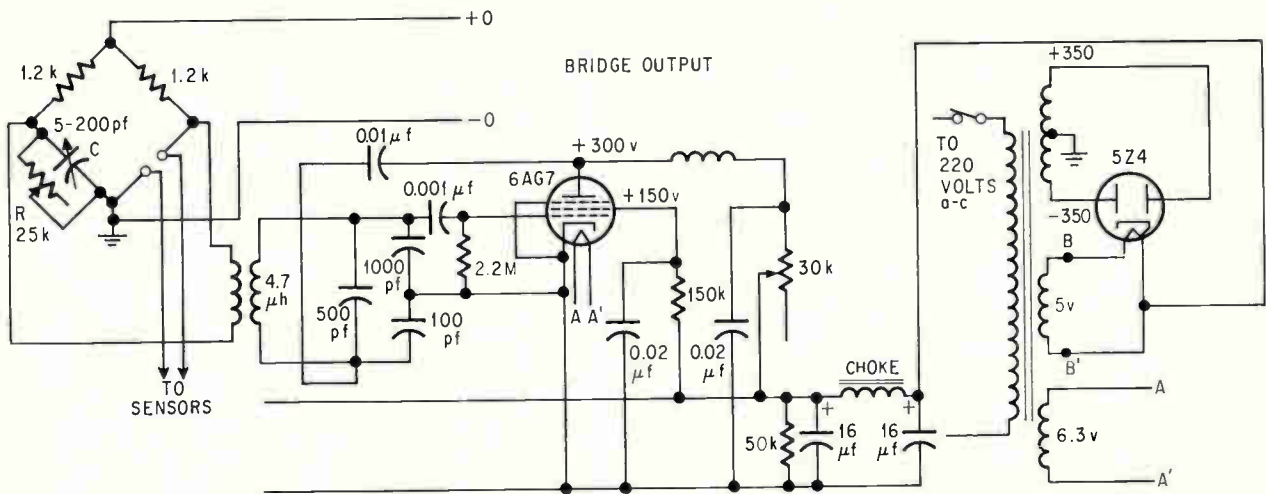 +0
1.2 k
1.2 k
BRIDGE OUTPUT
+350
5-200 pf
C
-0
0.01 μf
TO
220
VOLTS
a-c
5Z4
+300 v
6AG7
0.001 μf
+150 v
R
25 k
-350
B
4.7
μh
1000
pf
2.2 M
30 k
500
pf
100
pf
A A'
150k
5v
0.02
μf
0.02
μf
B'
CHOKE
TO
SENSORS
+
+
A
50k
16
μf
16
μf
6.3 v
A'